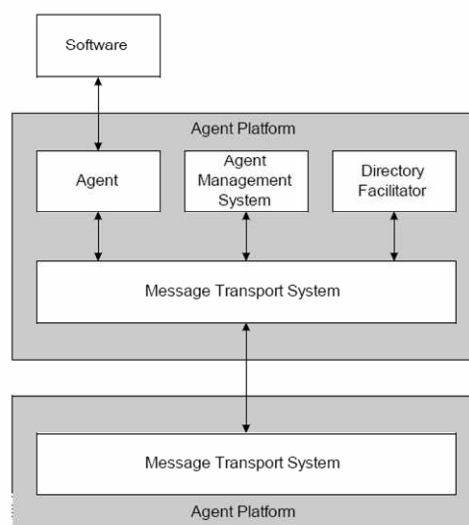 Software
Agent Platform
Agent
Agent
Management
System
Directory
Facilitator
Message Transport System
Message Transport System
Agent Platform